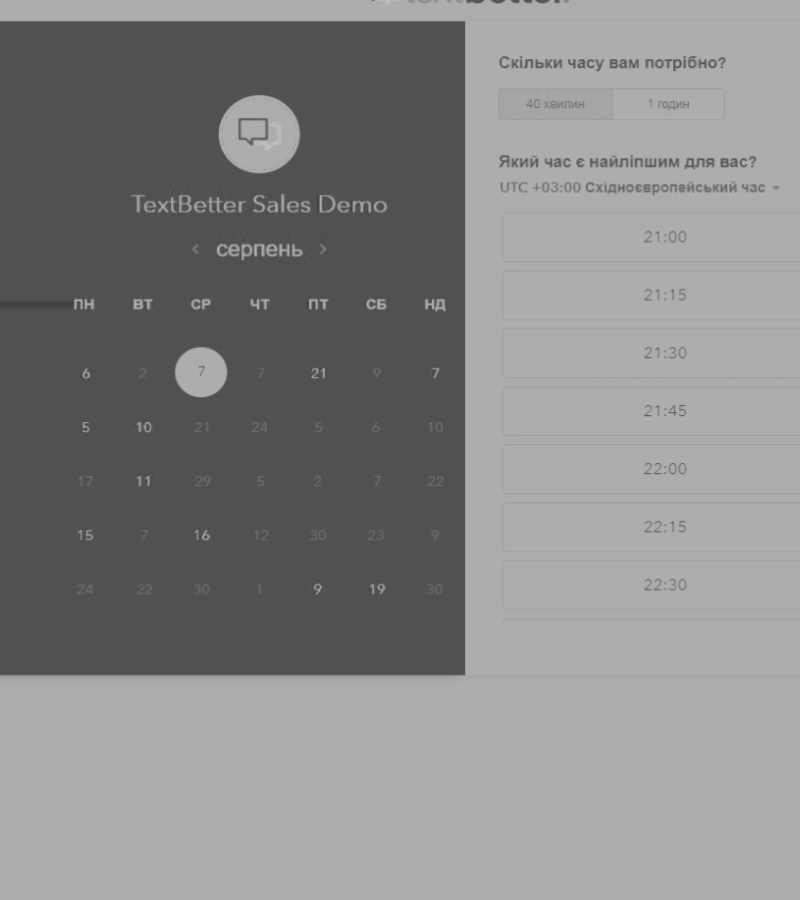 TextBetter Sales Demo
серпень
ПН ВТ СР ЧТ ПТ СБ НД
6 2 7 7 21 9 7
5 10 21 24 5 6 10
17 11 29 5 2 7 22
15 7 16 12 30 23 9
24 22 30 1 9 19 30
Скільки часу вам потрібно?
40 хвилин 1 годин
Який час є найліпшим для вас?
UTC +03:00 Східноєвропейський час
21:00
21:15
21:30
21:45
22:00
22:15
22:30